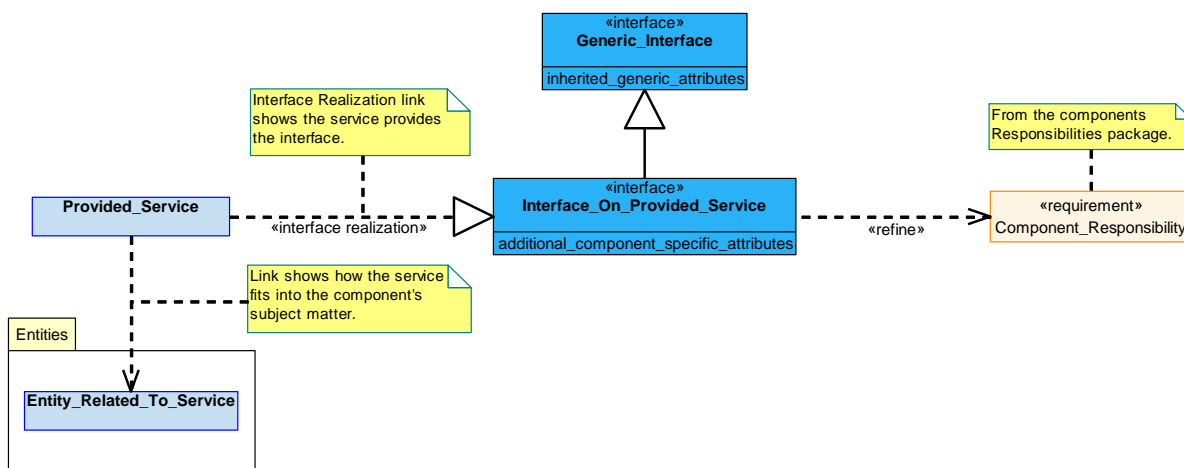 «interface»
Generic_Interface
inherited_generic_attributes
Interface Realization link
shows the service provides
the interface.
From the components
Responsibilities package.
Provided_Service
«interface realization»
«interface»
Interface_On_Provided_Service
additional_component_specific_attributes
«refine»
«requirement»
Component_Responsibility
Link shows how the service
fits into the component's
subject matter.
Entities
Entity_Related_To_Service